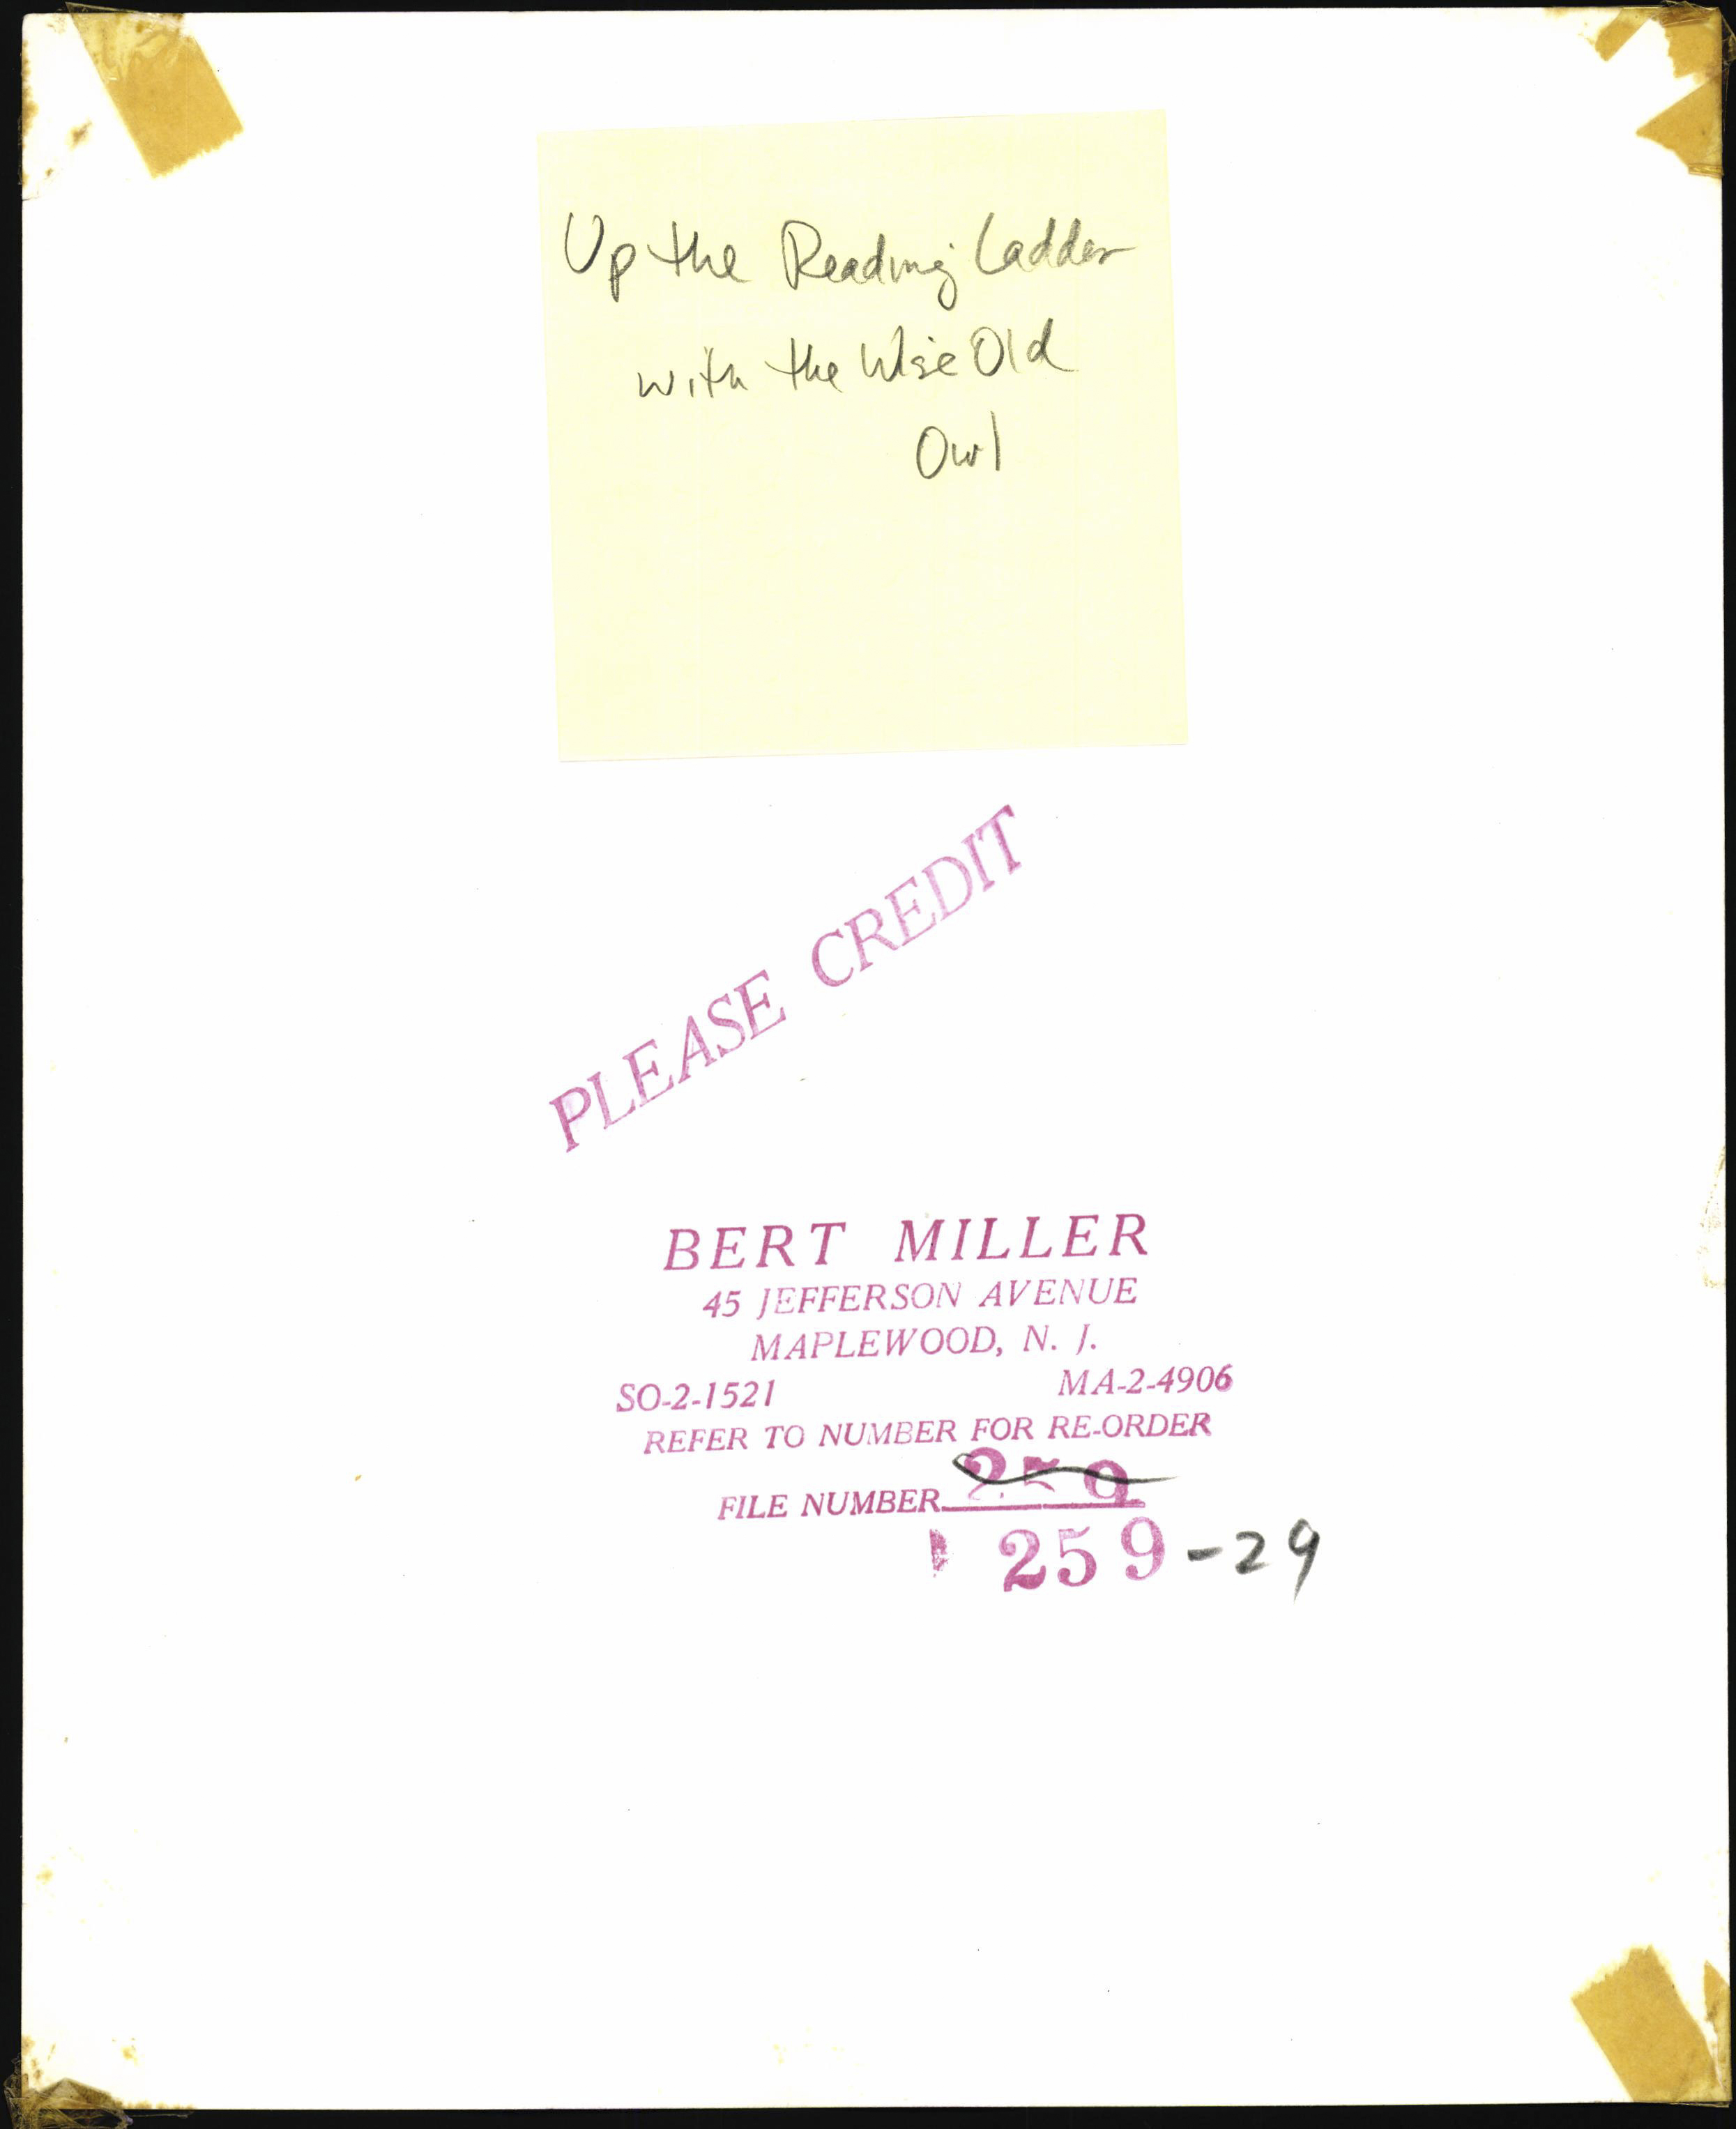 Up the Reading Ladder
with the Wise Old
Owl
PLEASE CREDIT
BERT MILLER
45 JEFFERSON AVENUE
MAPLEWOOD, N. J.
SO-2-1521 MA-2-4906
REFER TO NUMBER FOR RE-ORDER
FILE NUMBER 259
259-29